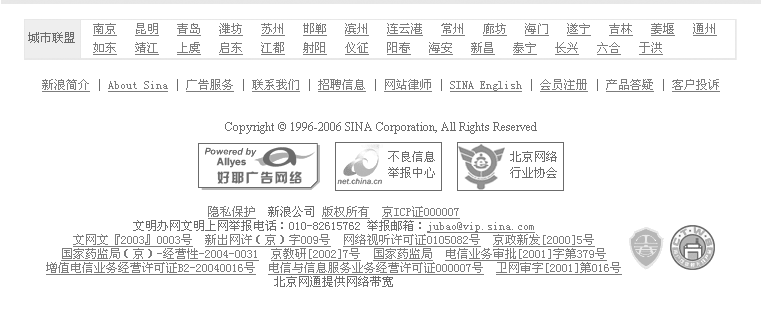 城市联盟
南京 昆明 青岛 潍坊 苏州 邯郸 滨州 连云港 常州 廊坊 海门 遂宁 吉林 姜堰 通州
如东 靖江 上虞 启东 江都 射阳 仪征 阳春 海安 新昌 泰宁 长兴 六合 于洪
新浪简介 | About Sina | 广告服务 | 联系我们 | 招聘信息 | 网站律师 | SINA English | 会员注册 | 产品答疑 | 客户投诉
Copyright © 1996-2006 SINA Corporation, All Rights Reserved
Powered by Allyes
好耶广告网络
net.china.cn
不良信息
举报中心
北京网络
行业协会
隐私保护 新浪公司 版权所有 京ICP证000007
文明办网文明上网举报电话：010-82615762 举报邮箱：jubao@vip.sina.com
文网文『2003』0003号 新出网许（京）字009号 网络视听许可证0105082号 京政新发[2000]5号
国家药监局（京）-经营性-2004-0031 京教研[2002]7号 国家药监局 电信业务审批[2001]字第379号
增值电信业务经营许可证B2-20040016号 电信与信息服务业务经营许可证000007号 卫网审字[2001]第016号
北京网通提供网络带宽